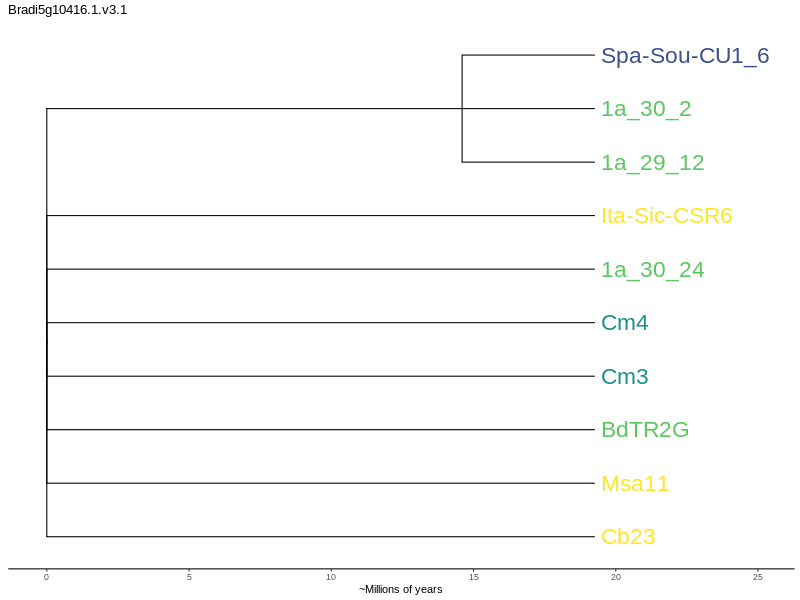 Bradi5g10416.1.v3.1
Spa-Sou-CU1_6
1a_30_2
1a_29_12
Ita-Sic-CSR6
1a_30_24
Cm4
Cm3
BdTR2G
Msa11
Cb23
0 5 10 15 20 25
~Millions of years